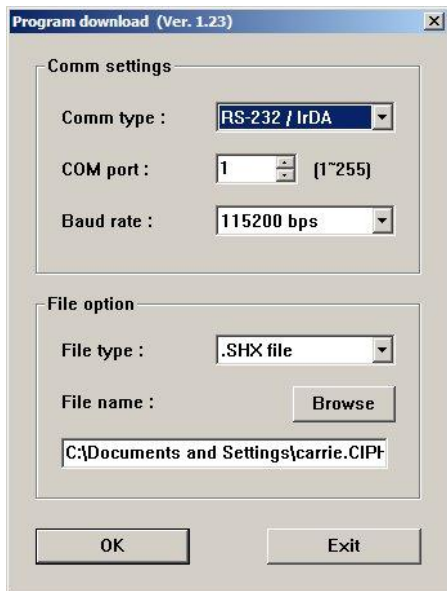 Program download (Ver. 1.23)
Comm settings
Comm type : RS-232 / IrDA
COM port : 1 (1~255)
Baud rate : 115200 bps
File option
File type : .SHX file
File name : Browse
C:\Documents and Settings\carrie.CIPH
OK Exit